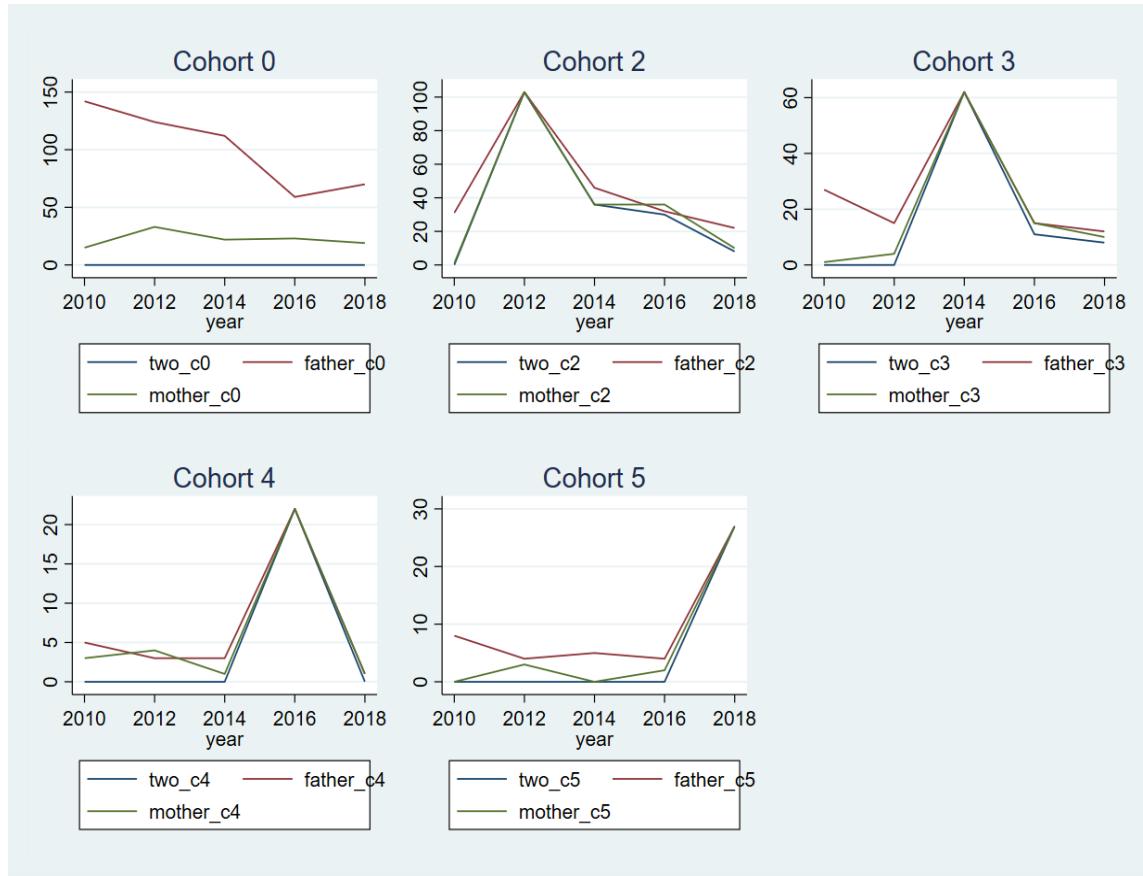 Cohort 0
150
100
50
0
2010 2012 2014 2016 2018
year
two_c0 father_c0
mother_c0
Cohort 2
100
80
60
40
20
0
2010 2012 2014 2016 2018
year
two_c2 father_c2
mother_c2
Cohort 3
60
40
20
0
2010 2012 2014 2016 2018
year
two_c3 father_c3
mother_c3
Cohort 4
20
15
10
5
0
2010 2012 2014 2016 2018
year
two_c4 father_c4
mother_c4
Cohort 5
30
20
10
0
2010 2012 2014 2016 2018
year
two_c5 father_c5
mother_c5